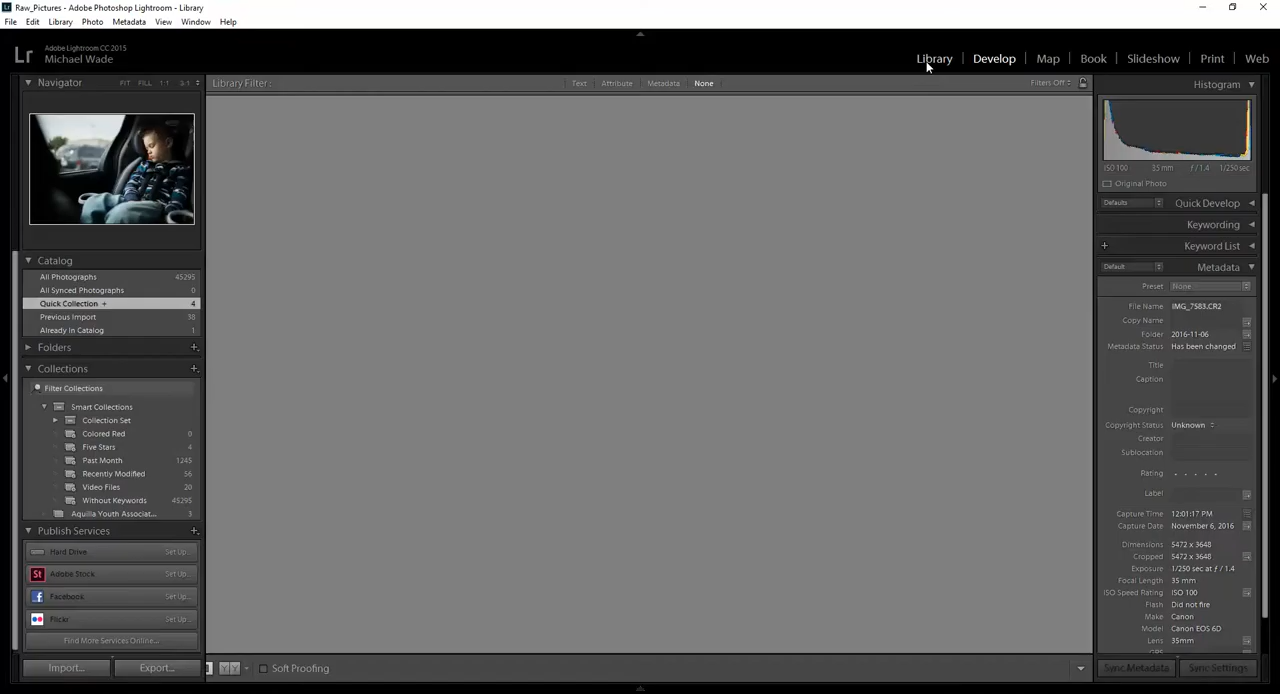 Raw_Pictures - Adobe Photoshop Lightroom - Library
File Edit Library Photo Metadata View Window Help
Lr
Adobe Lightroom CC 2015
Michael Wade
Library Develop Map Book Slideshow Print Web
Navigator FIT FILL 1:1 3:1
Library Filter : Text Attribute Metadata None Filters Off
Histogram
ISO 100 35 mm ƒ / 1.4 1/250 sec
Original Photo
Defaults Quick Develop
Keywording
Keyword List
Default Metadata
Preset None
File Name IMG_7583.CR2
Copy Name
Folder 2016-11-06
Metadata Status Has been changed
Title
Caption
Copyright
Copyright Status Unknown
Creator
Sublocation
Rating
Label
Capture Time 12:01:17 PM
Capture Date November 6, 2016
Dimensions 5472 x 3648
Cropped 5472 x 3648
Exposure 1/250 sec at ƒ / 1.4
Focal Length 35 mm
ISO Speed Rating ISO 100
Flash Did not fire
Make Canon
Model Canon EOS 6D
Lens 35mm
GPS
Sync Metadata Sync Settings
Catalog
All Photographs 45295
All Synced Photographs 0
Quick Collection + 4
Previous Import 38
Already In Catalog 1
Folders
Collections
Filter Collections
Smart Collections
Collection Set
Colored Red 0
Five Stars 4
Past Month 1245
Recently Modified 56
Video Files 20
Without Keywords 45295
Aquilla Youth Associat... 3
Publish Services
Hard Drive Set Up...
St Adobe Stock Set Up...
Facebook Set Up...
Flickr Set Up...
Find More Services Online...
Import... Export... Y Y Soft Proofing